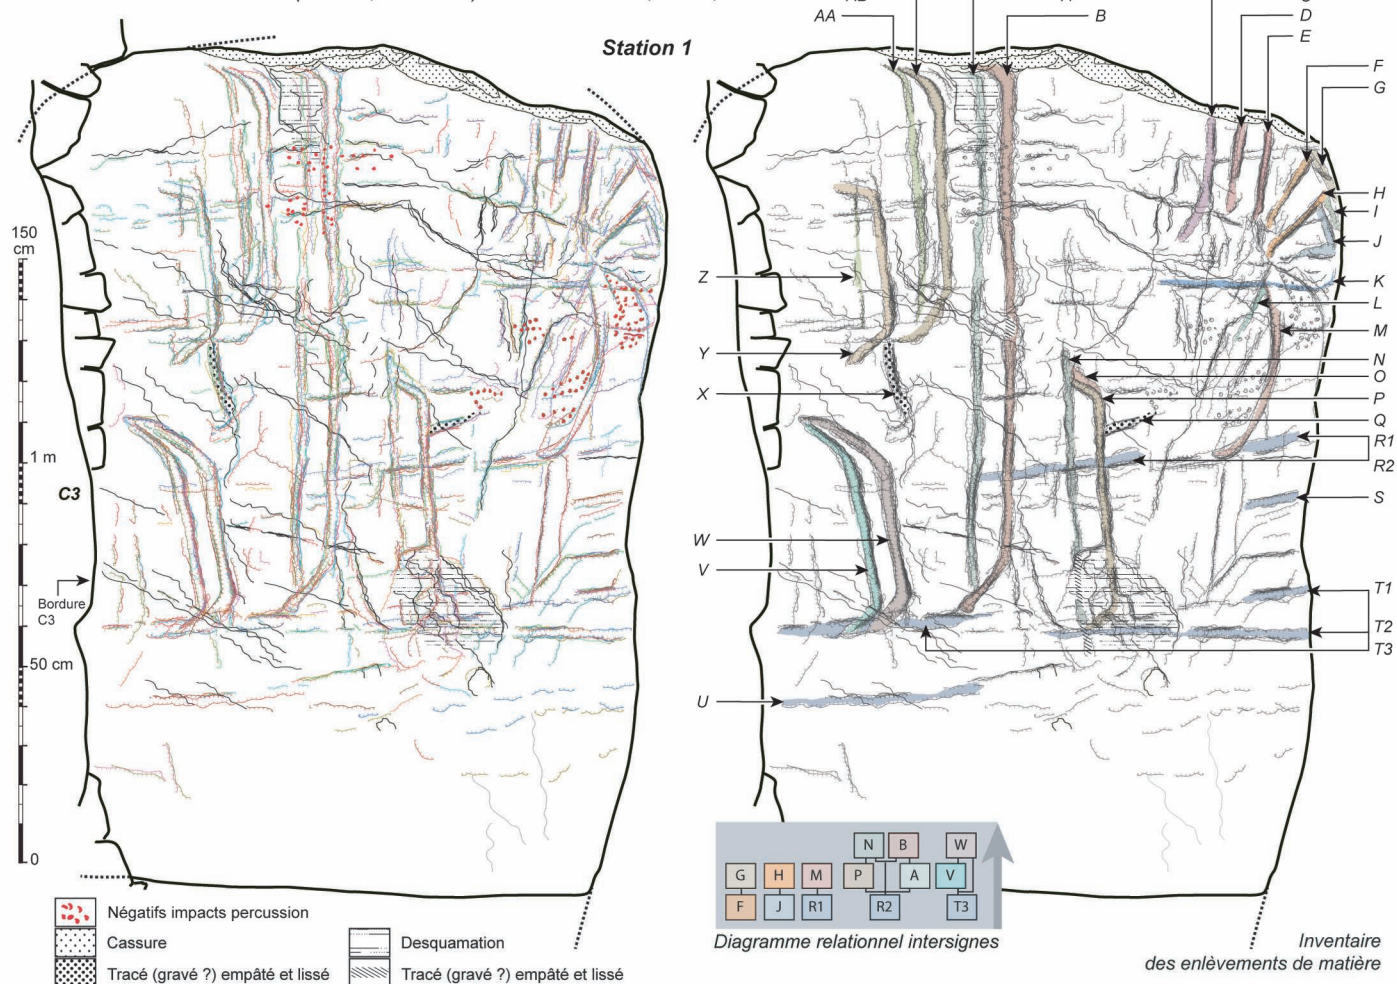 Station 1
AA
B
D
E
F
G
H
I
J
K
L
M
N
O
P
Q
R1
R2
S
T1
T2
T3
Z
Y
X
W
V
U
150
cm
1 m
C3
Bordure
C3
50 cm
0
N B W
G H M P A V
F J R1 R2 T3
Diagramme relationnel intersignes
Négatifs impacts percussion
Cassure
Tracé (gravé ?) empâté et lissé
Desquamation
Tracé (gravé ?) empâté et lissé
Inventaire
des enlèvements de matière